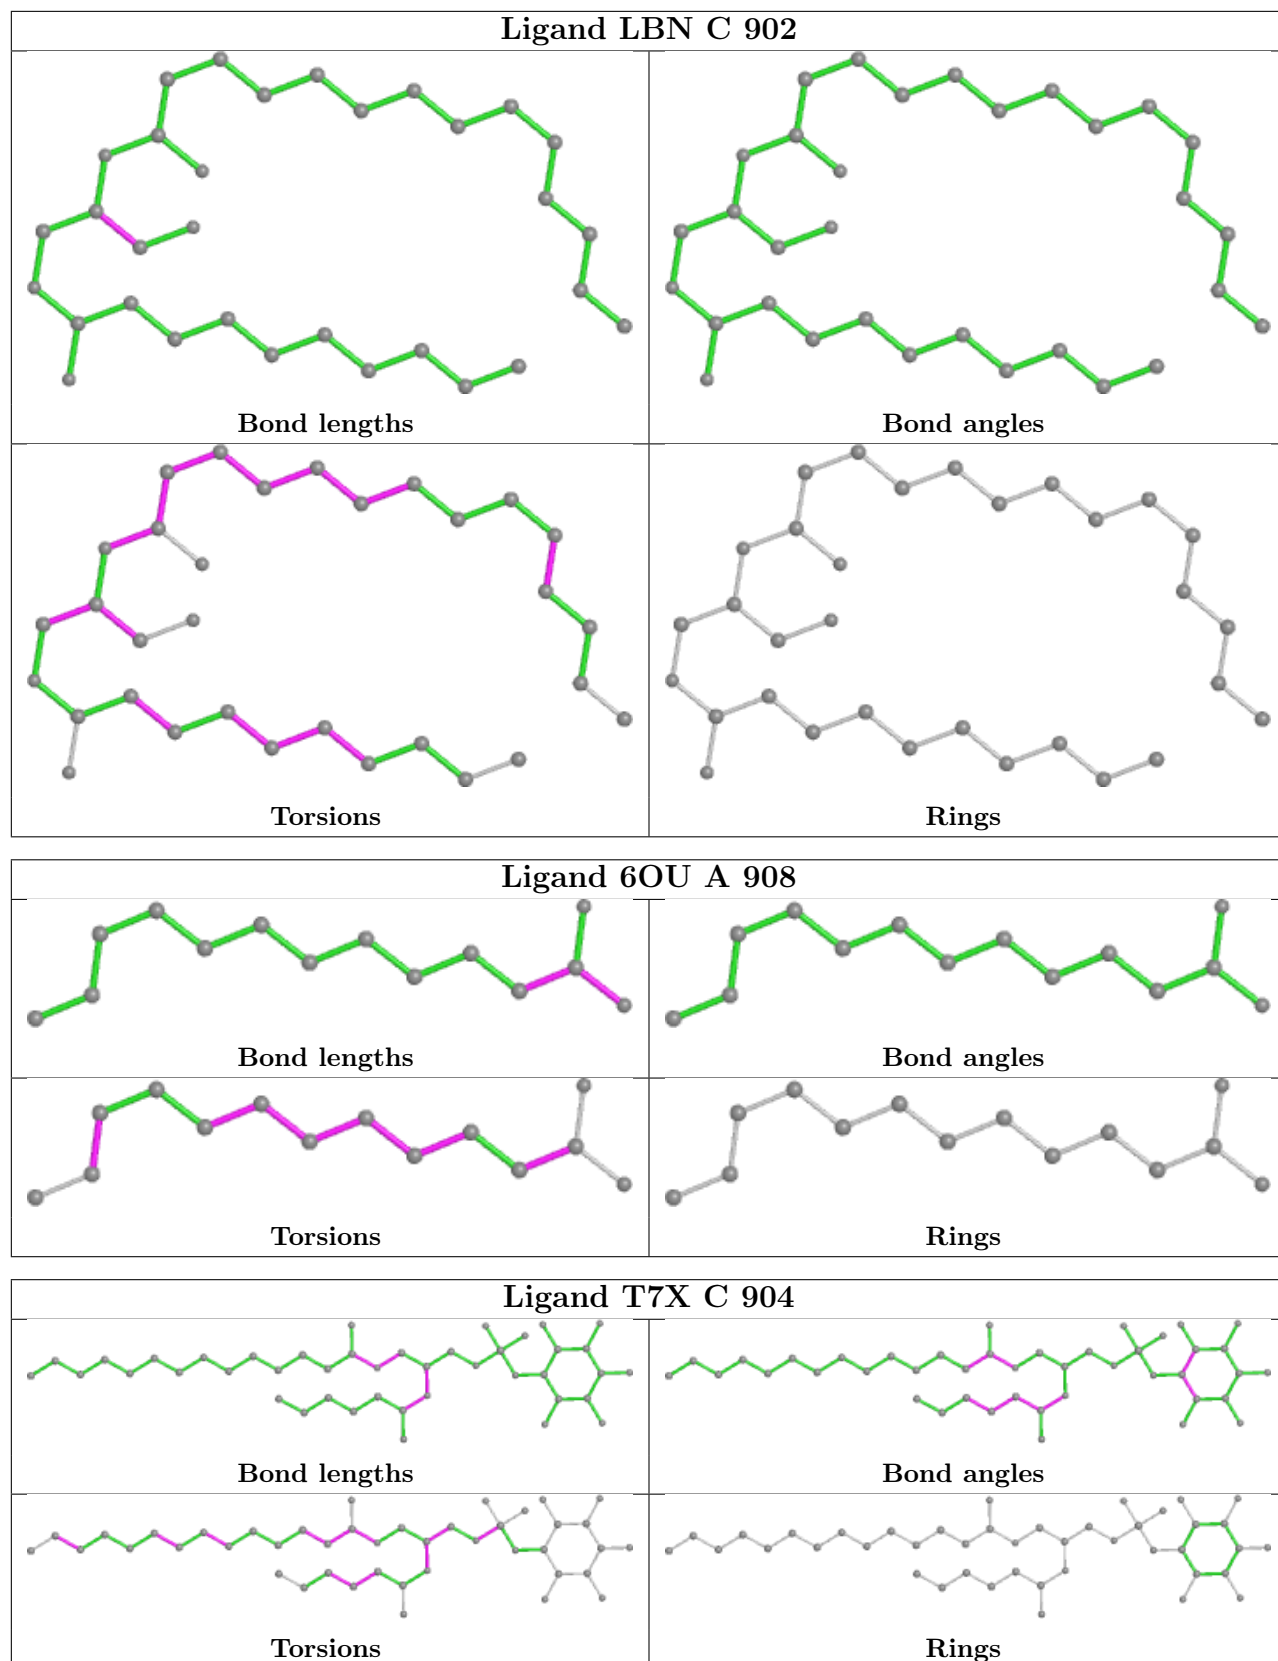 Ligand LBN C 902
Bond lengths
Bond angles
Torsions
Rings
Ligand 6OU A 908
Bond lengths
Bond angles
Torsions
Rings
Ligand T7X C 904
Bond lengths
Bond angles
Torsions
Rings